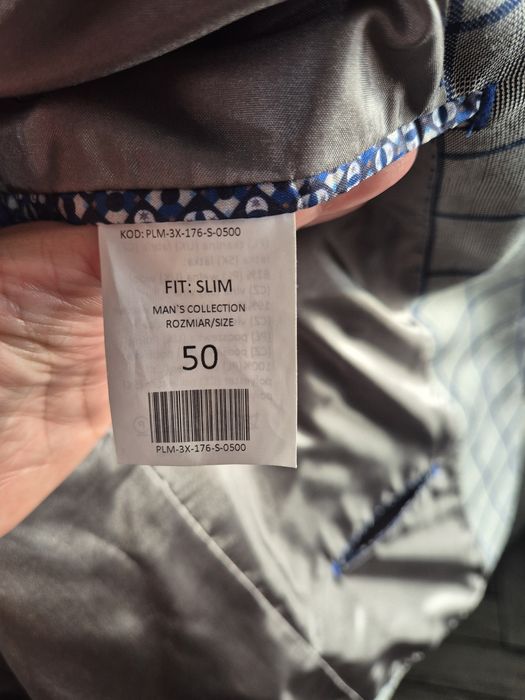 KOD: PLM-3X-176-S-0500
FIT: SLIM
MAN`S COLLECTION
ROZMIAR/SIZE
50
PLM-3X-176-S-0500